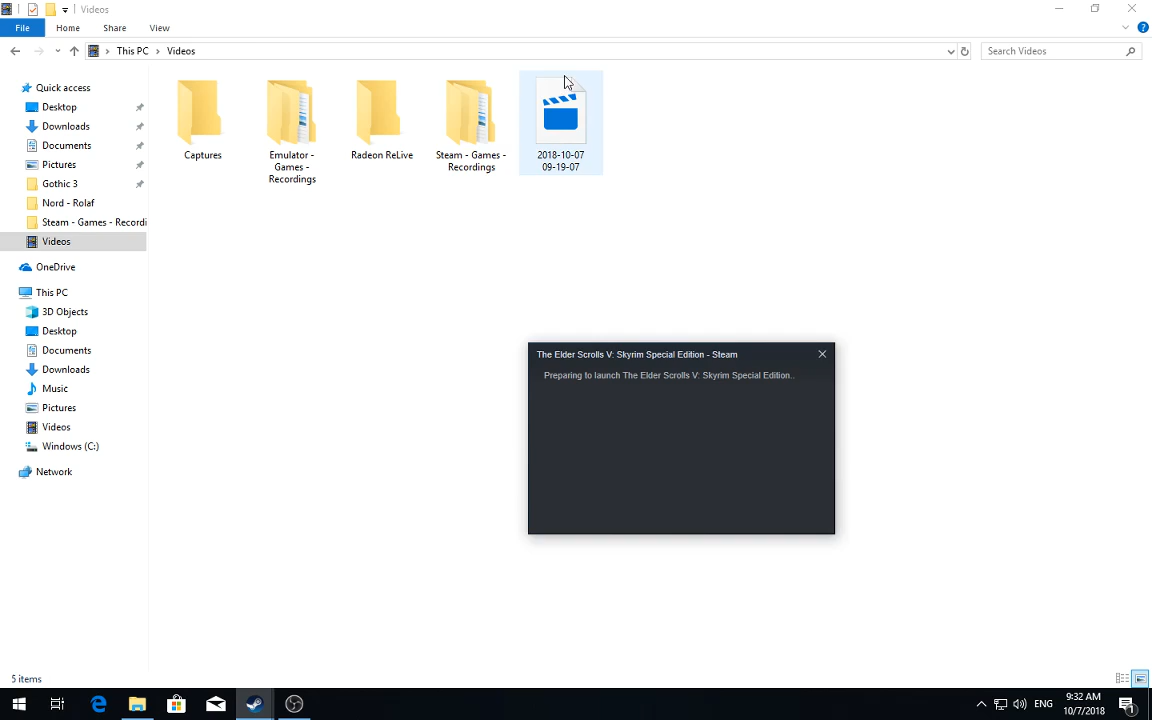 Videos
File
Home
Share
View
This PC
Videos
Search Videos
Quick access
Desktop
Downloads
Documents
Pictures
Gothic 3
Nord - Rolaf
Steam - Games - Recordi
Videos
OneDrive
This PC
3D Objects
Desktop
Documents
Downloads
Music
Pictures
Videos
Windows (C:)
Network
Captures
Emulator -
Games -
Recordings
Radeon ReLive
Steam - Games -
Recordings
2018-10-07
09-19-07
The Elder Scrolls V: Skyrim Special Edition - Steam
Preparing to launch The Elder Scrolls V: Skyrim Special Edition..
5 items
ENG
9:32 AM
10/7/2018
1